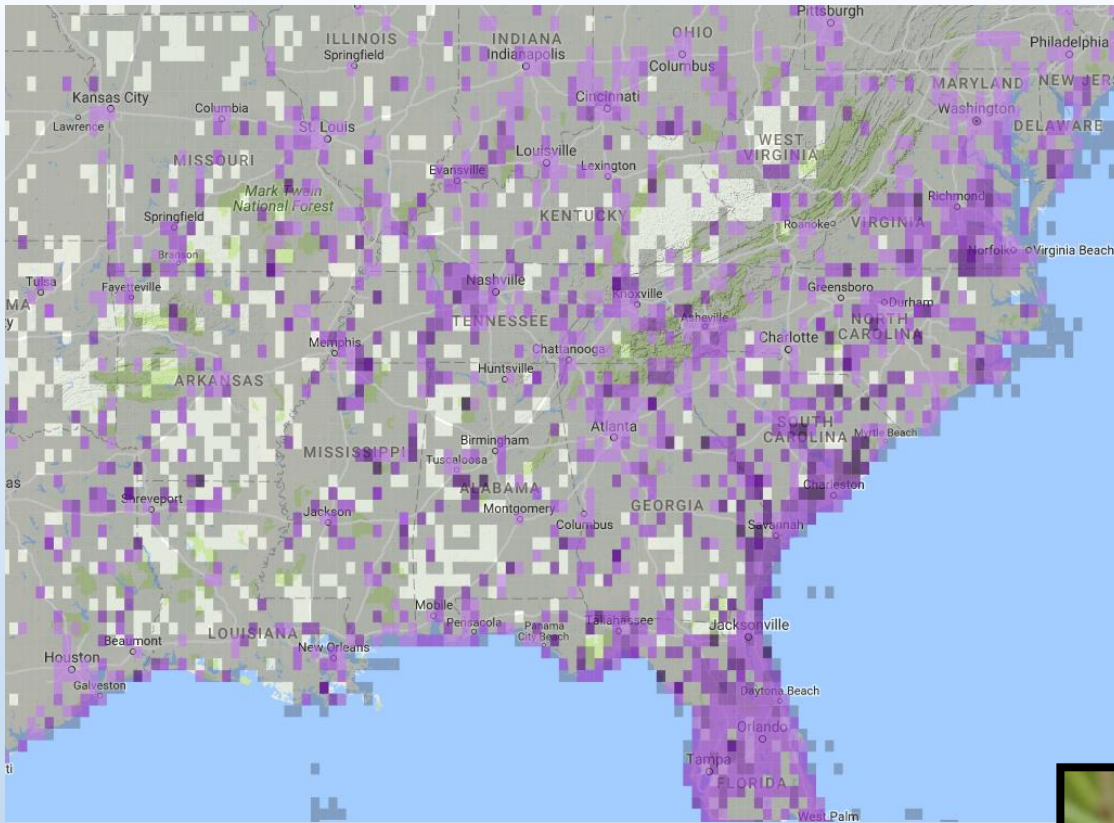 Pittsburgh
ILLINOIS
INDIANA
OHIO
Philadelphia
Springfield
Indianapolis
Columbus
Kansas City
MARYLAND
NEW JERS
Columbia
Cincinnati
Washington
Lawrence
St. Louis
DELAWARE
WEST
VIRGINIA
MISSOURI
Louisville
Evansville
Lexington
Mark Twain
National Forest
Richmond
Springfield
KENTUCKY
Roanoke
VIRGINIA
Branson
Norfolk
Virginia Beach
Tulsa
Fayetteville
Nashville
Knoxville
Greensboro
MA
Durham
TENNESSEE
Asheville
NORTH
CAROLINA
Memphis
Chattanooga
Charlotte
Huntsville
ARKANSAS
SOUTH
CAROLINA
Atlanta
Myrtle Beach
Birmingham
MISSISSIPPI
Tuscaloosa
as
ALABAMA
Charleston
Shreveport
Jackson
Montgomery
GEORGIA
Columbus
Savannah
Mobile
Pensacola
Panama
City Beach
Tallahassee
Jacksonville
LOUISIANA
Beaumont
New Orleans
Houston
Galveston
Daytona Beach
Orlando
Tampa
ti
FLORIDA
West Palm